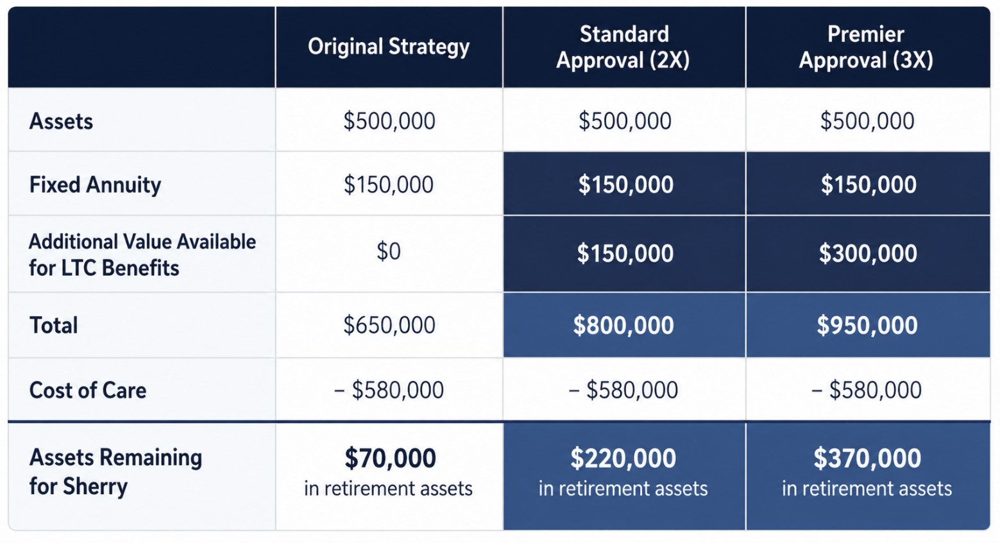 Original Strategy
Standard
Approval (2X)
Premier
Approval (3X)
Assets
$500,000
$500,000
$500,000
Fixed Annuity
$150,000
$150,000
$150,000
Additional Value Available
for LTC Benefits
$0
$150,000
$300,000
Total
$650,000
$800,000
$950,000
Cost of Care
– $580,000
– $580,000
– $580,000
Assets Remaining
for Sherry
$70,000
in retirement assets
$220,000
in retirement assets
$370,000
in retirement assets